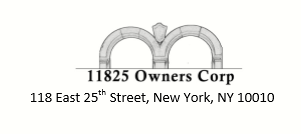 11825 Owners Corp
118 East 25th Street, New York, NY 10010